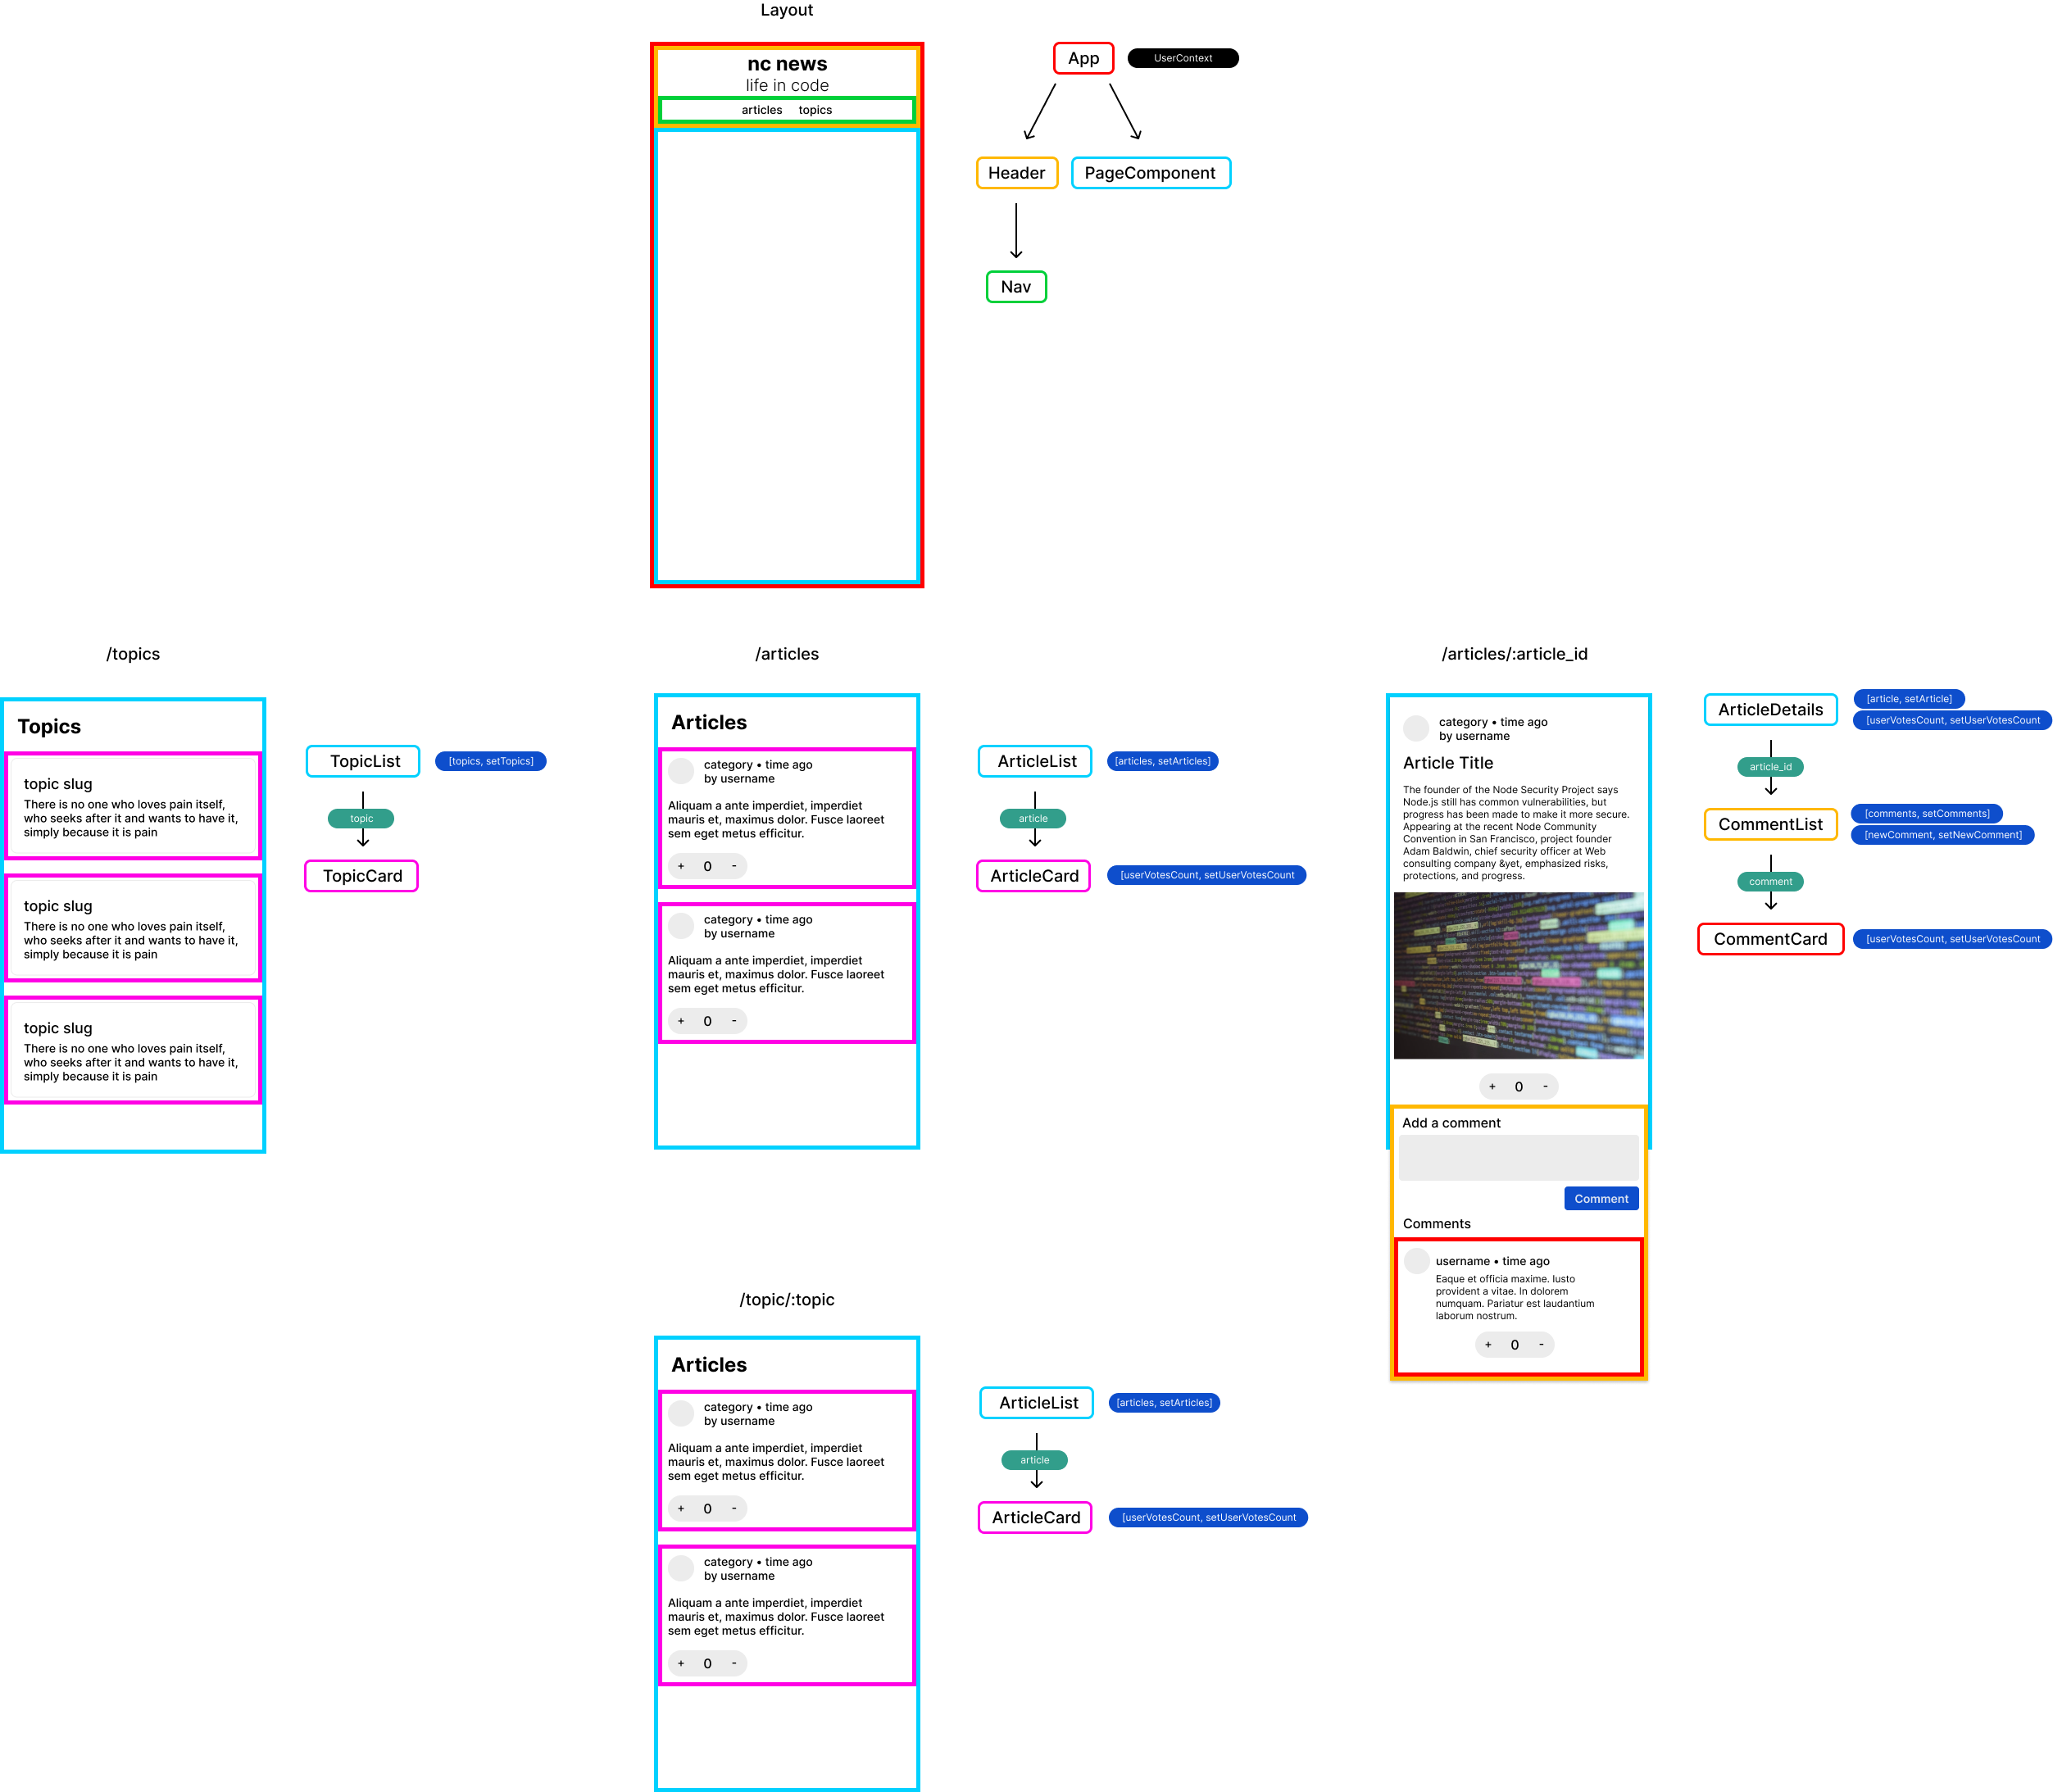 Layout
nc news
life in code
articles topics
App
UserContext
Header
PageComponent
Nav
/topics
Topics
topic slug
There is no one who loves pain itself,
who seeks after it and wants to have it,
simply because it is pain
topic slug
There is no one who loves pain itself,
who seeks after it and wants to have it,
simply because it is pain
topic slug
There is no one who loves pain itself,
who seeks after it and wants to have it,
simply because it is pain
TopicList
[topics, setTopics]
topic
TopicCard
/articles
Articles
category • time ago
by username
Aliquam a ante imperdiet, imperdiet
mauris et, maximus dolor. Fusce laoreet
sem eget metus efficitur.
+ 0 -
category • time ago
by username
Aliquam a ante imperdiet, imperdiet
mauris et, maximus dolor. Fusce laoreet
sem eget metus efficitur.
+ 0 -
ArticleList
[articles, setArticles]
article
ArticleCard
[userVotesCount, setUserVotesCount
/articles/:article_id
category • time ago
by username
Article Title
The founder of the Node Security Project says
Node.js still has common vulnerabilities, but
progress has been made to make it more secure.
Appearing at the recent Node Community
Convention in San Francisco, project founder
Adam Baldwin, chief security officer at Web
consulting company &yet, emphasized risks,
protections, and progress.
+ 0 -
Add a comment
Comment
Comments
username • time ago
Eaque et officia maxime. Iusto
provident a vitae. In dolorem
numquam. Pariatur est laudantium
laborum nostrum.
+ 0 -
ArticleDetails
[article, setArticle]
[userVotesCount, setUserVotesCount
article_id
CommentList
[comments, setComments]
[newComment, setNewComment]
comment
CommentCard
[userVotesCount, setUserVotesCount
/topic/:topic
Articles
category • time ago
by username
Aliquam a ante imperdiet, imperdiet
mauris et, maximus dolor. Fusce laoreet
sem eget metus efficitur.
+ 0 -
category • time ago
by username
Aliquam a ante imperdiet, imperdiet
mauris et, maximus dolor. Fusce laoreet
sem eget metus efficitur.
+ 0 -
ArticleList
[articles, setArticles]
article
ArticleCard
[userVotesCount, setUserVotesCount